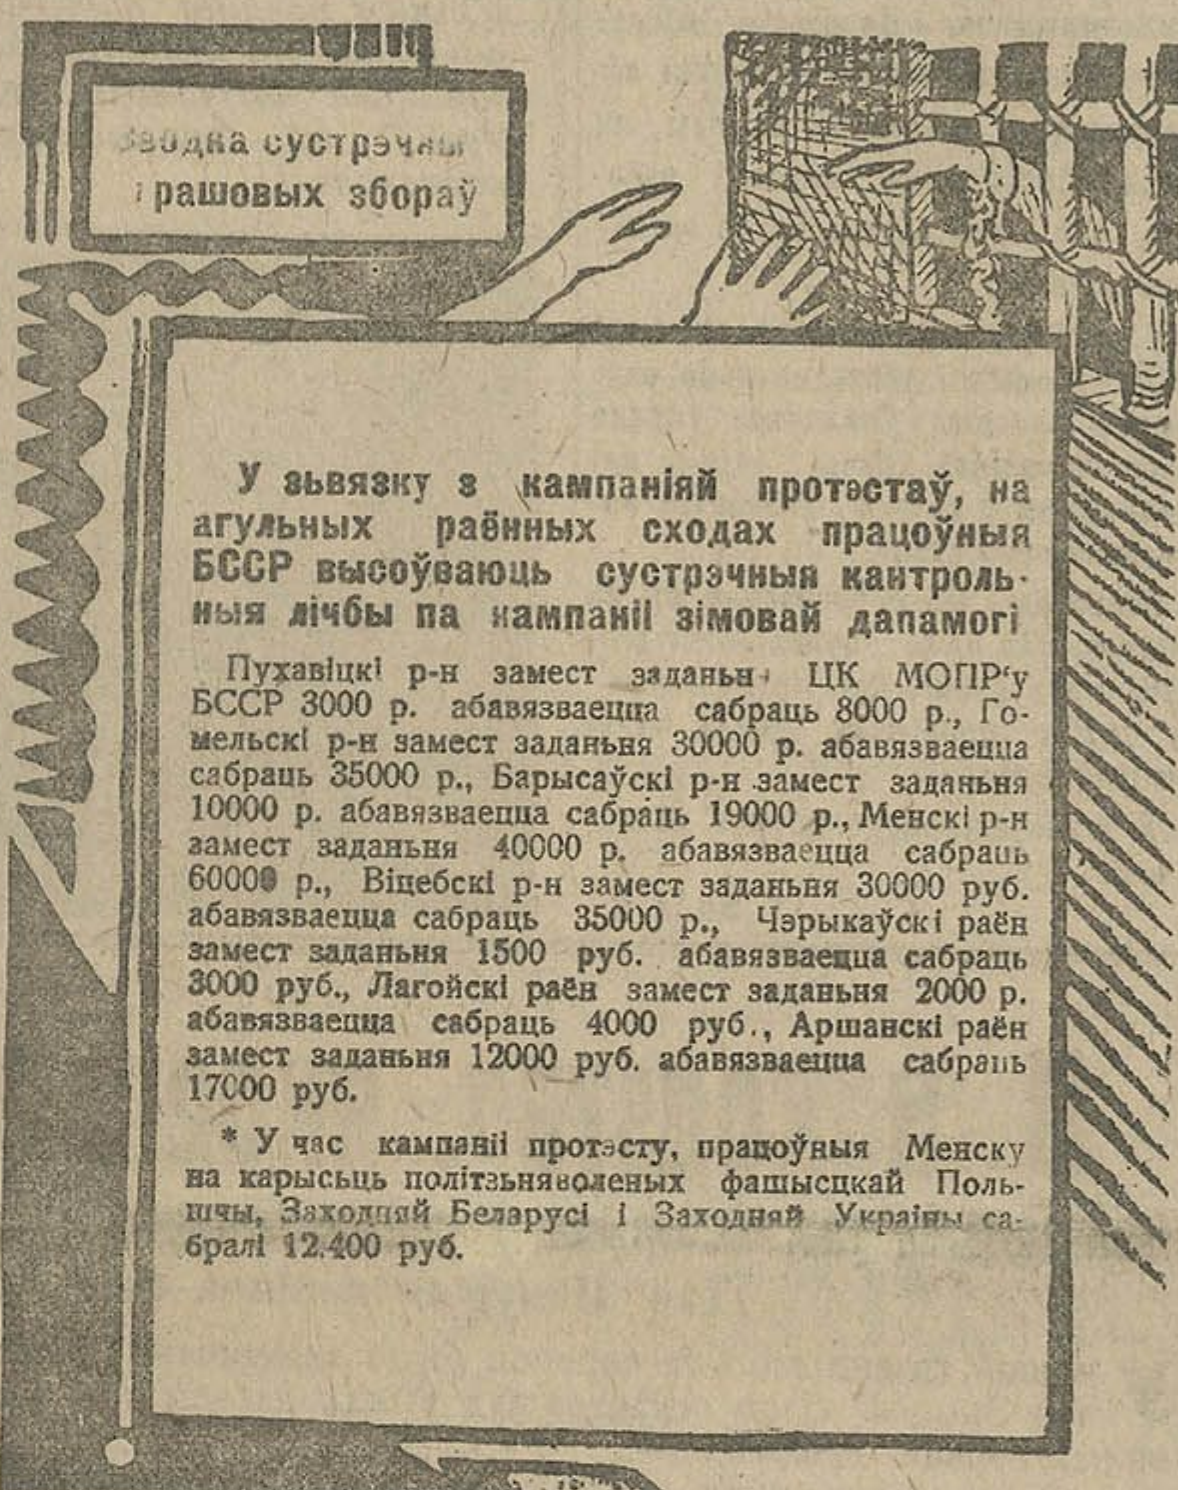 Зводка сустрэчны
грашовых збораў
У зьвязку з кампаніяй протэстаў, на
агульных раённых сходах працоўныя
БССР высоўваюць сустрэчныя кантроль-
ныя лічбы па кампаніі зімовай дапамогі
Пухавіцкі р-н замест заданьня ЦК МОПР‘у
БССР 3000 р. абавязваецца сабраць 8000 р., Го-
мельскі р-н замест заданьня 30000 р. абавязваецца
сабраць 35000 р., Барысаўскі р-н замест заданьня
10000 р. абавязваецца сабраць 19000 р., Менскі р-н
замест заданьня 40000 р. абавязваецца сабраць
60000 р., Віцебскі р-н замест заданьня 30000 руб.
абавязваецца сабраць 35000 р., Чэрыкаўскі раён
замест заданьня 1500 руб. абавязваецца сабраць
3000 руб., Лагойскі раён замест заданьня 2000 р.
абавязваецца сабраць 4000 руб., Аршанскі раён
замест заданьня 12000 руб. абавязваецца сабраць
17000 руб.
* У час кампаніі протэсту, працоўныя Менску
на карысьць політзьняволеных фашысцкай Поль-
шчы, Заходняй Беларусі і Заходняй Украіны са-
бралі 12.400 руб.